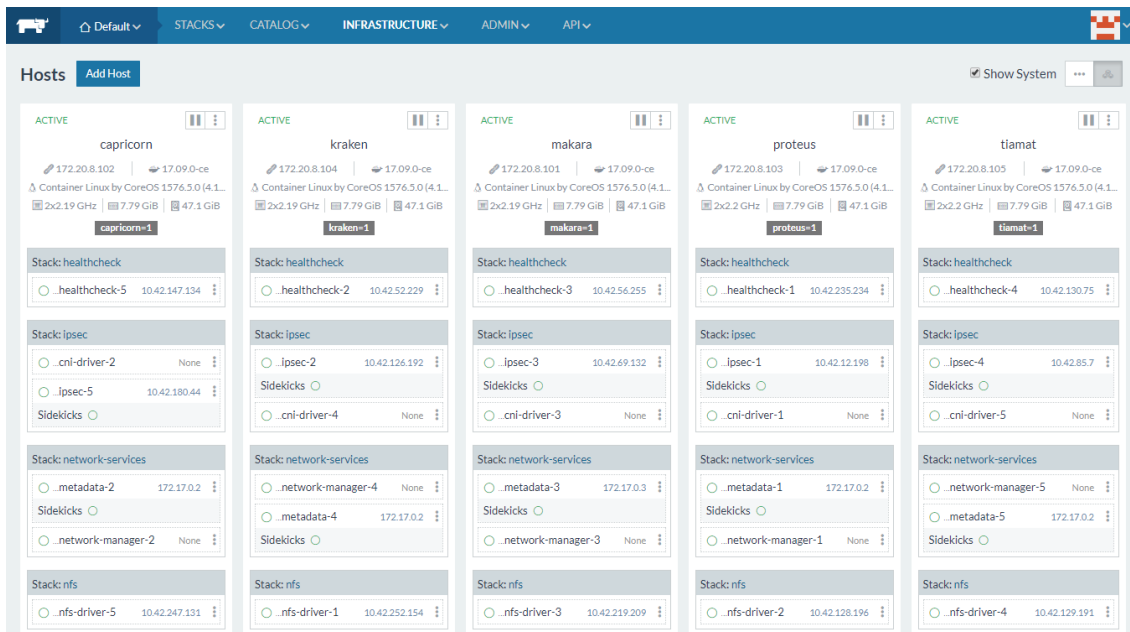 Default STACKS CATALOG INFRASTRUCTURE ADMIN API
Hosts Add Host Show System
ACTIVE
capricorn
172.20.8.102 17.09.0-ce
Container Linux by CoreOS 1576.5.0 (4.1...
2x2.19 GHz 7.79 GiB 47.1 GiB
capricorn=1
Stack: healthcheck
...healthcheck-5 10.42.147.134
Stack: ipsec
...cni-driver-2 None
...ipsec-5 10.42.180.44
Sidekicks
Stack: network-services
...metadata-2 172.17.0.2
Sidekicks
...network-manager-2 None
Stack: nfs
...nfs-driver-5 10.42.247.131
ACTIVE
kraken
172.20.8.104 17.09.0-ce
Container Linux by CoreOS 1576.5.0 (4.1...
2x2.19 GHz 7.79 GiB 47.1 GiB
kraken=1
Stack: healthcheck
...healthcheck-2 10.42.52.229
Stack: ipsec
...ipsec-2 10.42.126.192
Sidekicks
...cni-driver-4 None
Stack: network-services
...network-manager-4 None
...metadata-4 172.17.0.2
Sidekicks
Stack: nfs
...nfs-driver-1 10.42.252.154
ACTIVE
makara
172.20.8.101 17.09.0-ce
Container Linux by CoreOS 1576.5.0 (4.1...
2x2.19 GHz 7.79 GiB 47.1 GiB
makara=1
Stack: healthcheck
...healthcheck-3 10.42.56.255
Stack: ipsec
...ipsec-3 10.42.69.132
Sidekicks
...cni-driver-3 None
Stack: network-services
...metadata-3 172.17.0.3
Sidekicks
...network-manager-3 None
Stack: nfs
...nfs-driver-3 10.42.219.209
ACTIVE
proteus
172.20.8.103 17.09.0-ce
Container Linux by CoreOS 1576.5.0 (4.1...
2x2.2 GHz 7.79 GiB 47.1 GiB
proteus=1
Stack: healthcheck
...healthcheck-1 10.42.235.234
Stack: ipsec
...ipsec-1 10.42.12.198
Sidekicks
...cni-driver-1 None
Stack: network-services
...metadata-1 172.17.0.2
Sidekicks
...network-manager-1 None
Stack: nfs
...nfs-driver-2 10.42.128.196
ACTIVE
tiamat
172.20.8.105 17.09.0-ce
Container Linux by CoreOS 1576.5.0 (4.1...
2x2.2 GHz 7.79 GiB 47.1 GiB
tiamat=1
Stack: healthcheck
...healthcheck-4 10.42.130.75
Stack: ipsec
...ipsec-4 10.42.85.7
Sidekicks
...cni-driver-5 None
Stack: network-services
...network-manager-5 None
...metadata-5 172.17.0.2
Sidekicks
Stack: nfs
...nfs-driver-4 10.42.129.191